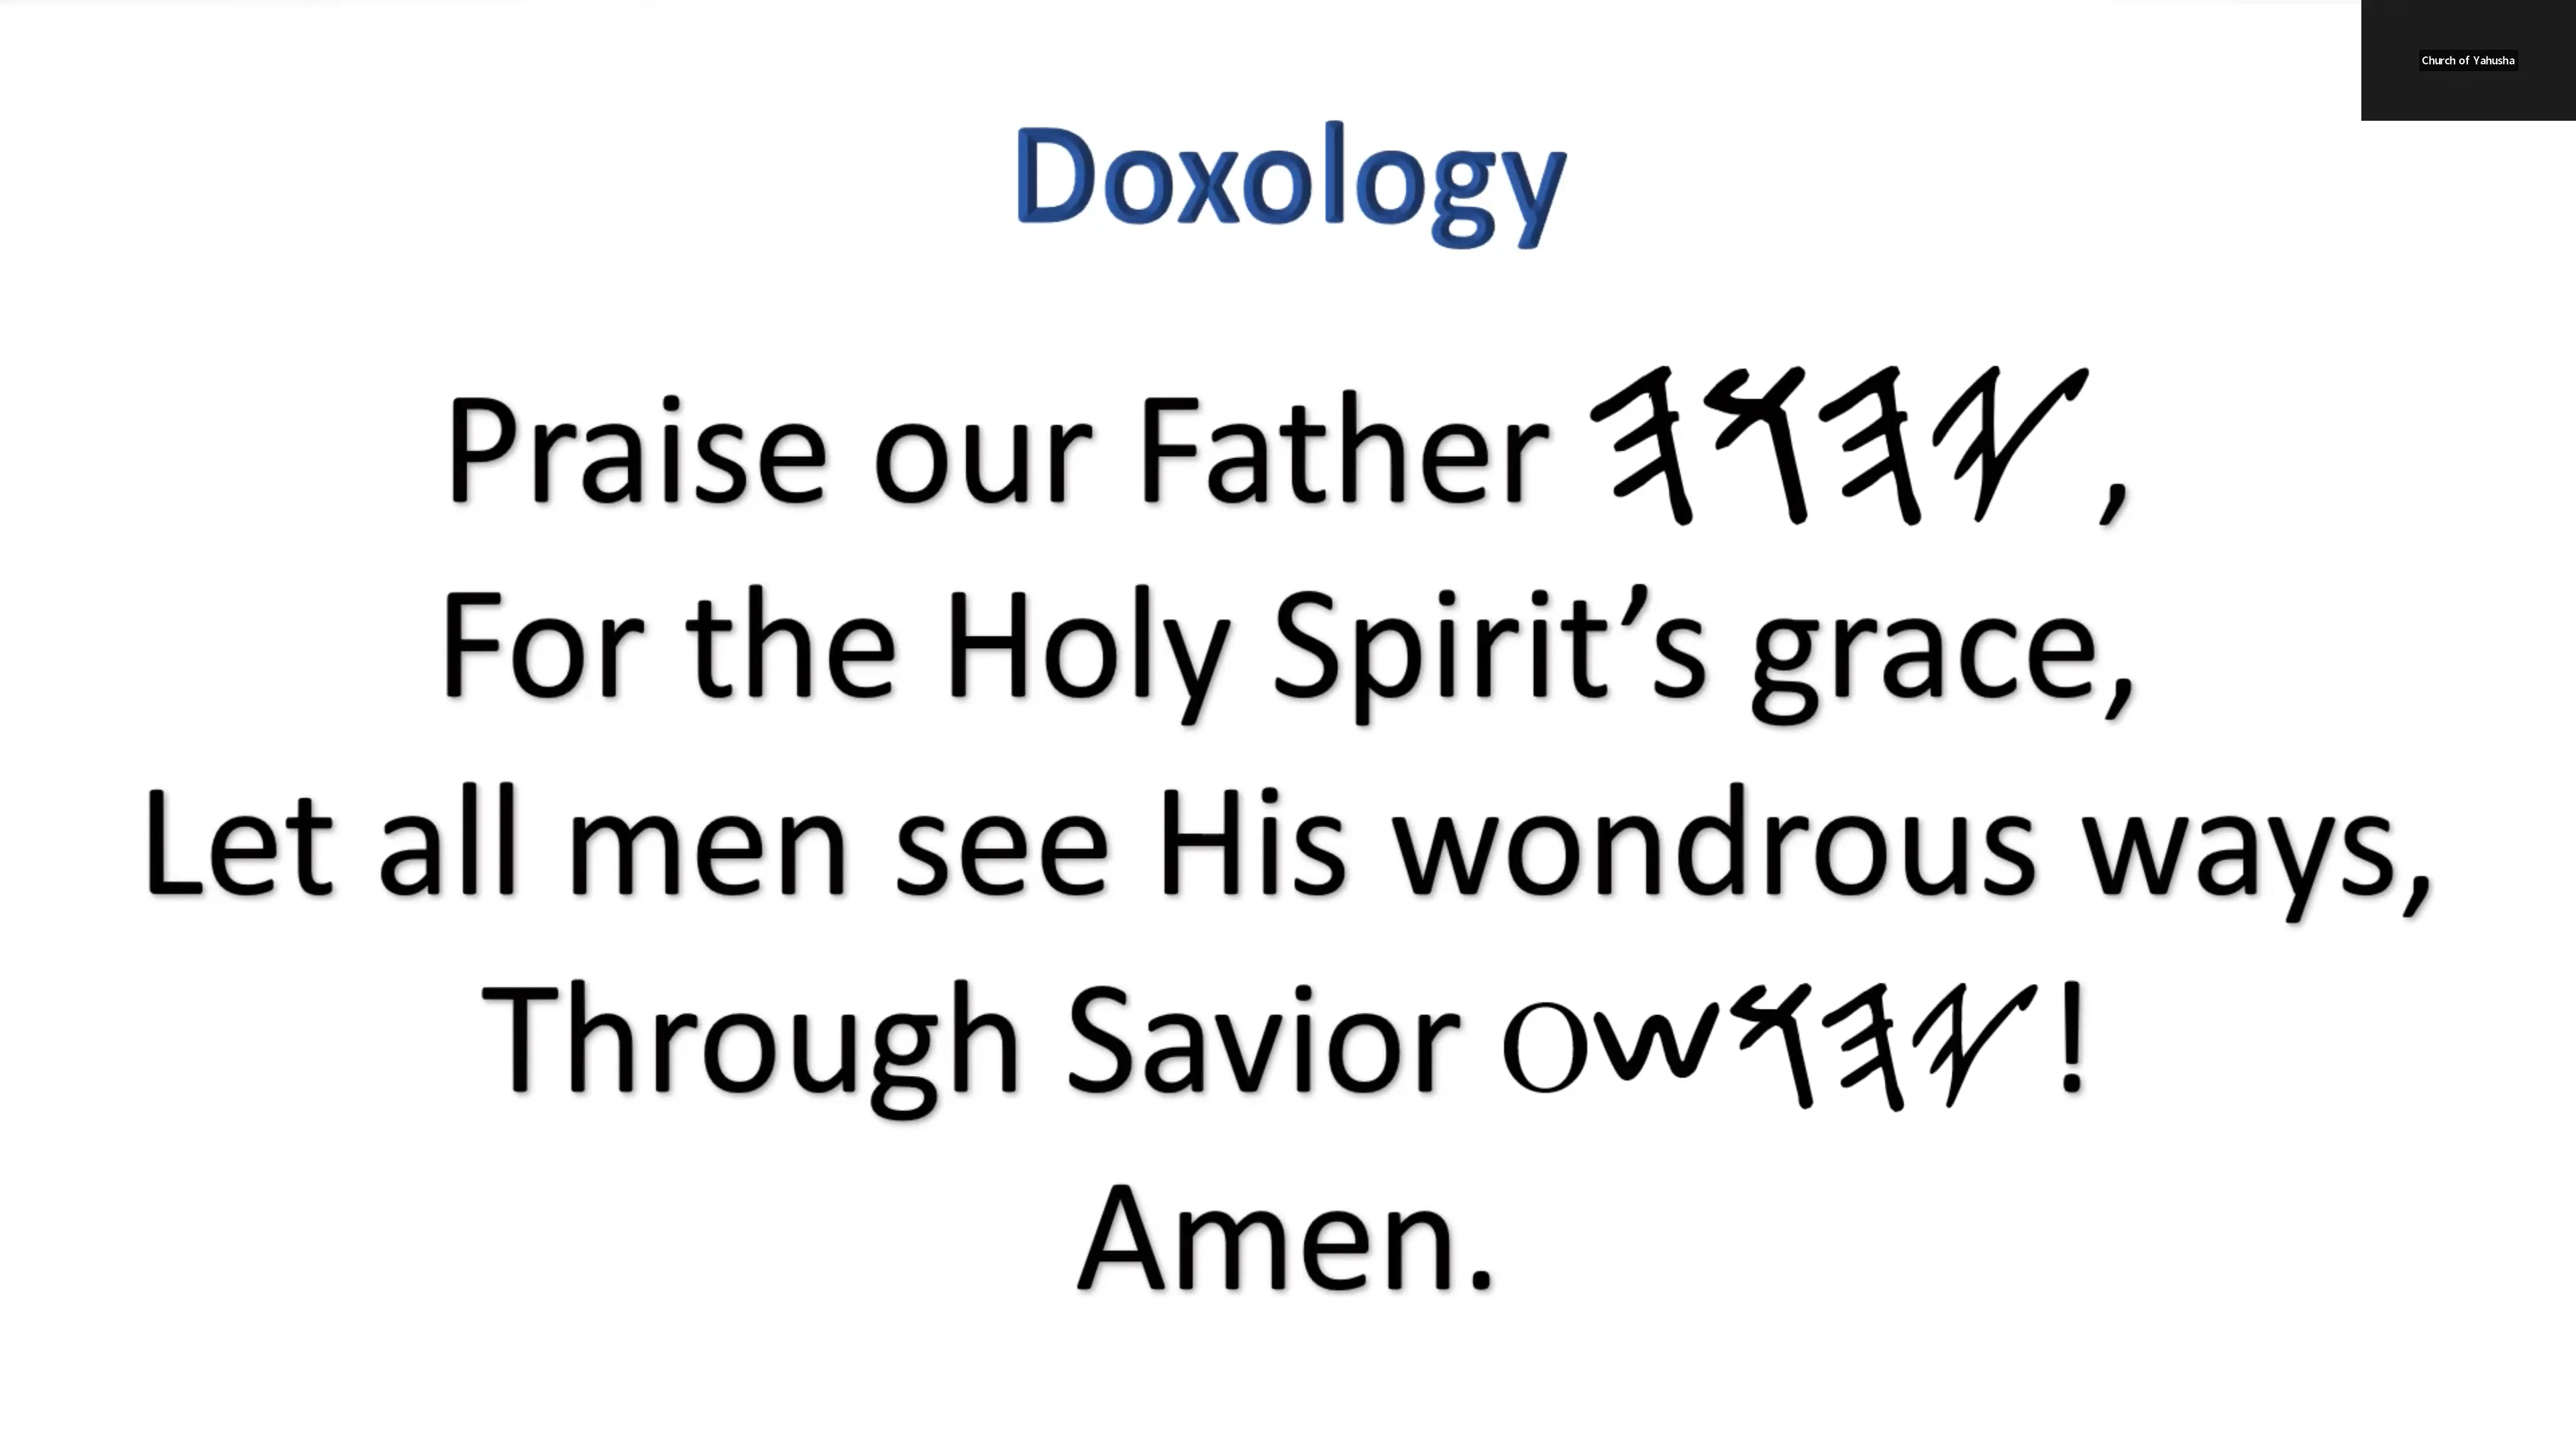 Church of Yahusha
Doxology
Praise our Father 𐤉𐤄𐤅𐤄,
For the Holy Spirit’s grace,
Let all men see His wondrous ways,
Through Savior 𐤉𐤄𐤅𐤔𐤏!
Amen.